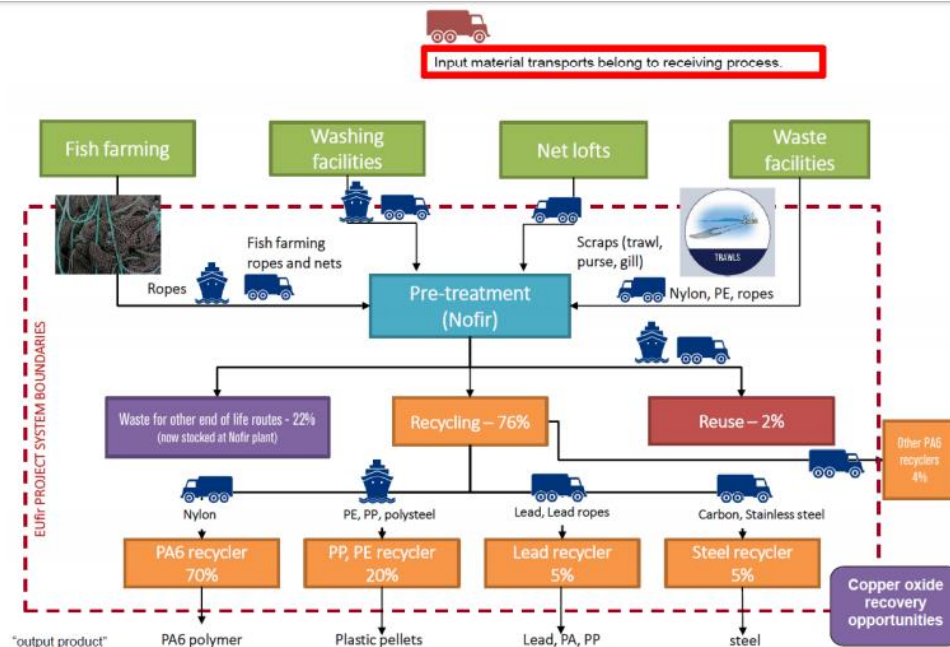 Input material transports belong to receiving process.
Fish farming
Washing
facilities
Net lofts
Waste
facilities
Fish farming
ropes and nets
Ropes
Scraps (trawl,
purse, gill)
TRAWLS
Nylon, PE, ropes
Pre-treatment
(Nofir)
EUfir PROJECT SYSTEM BOUNDARIES
Waste for other end of life routes - 22%
(now stocked at Nofir plant)
Recycling – 76%
Reuse – 2%
Other PA6
recyclers
4%
Nylon
PE, PP, polysteel
Lead, Lead ropes
Carbon, Stainless steel
PA6 recycler
70%
PP, PE recycler
20%
Lead recycler
5%
Steel recycler
5%
Copper oxide
recovery
opportunities
"output product"
PA6 polymer
Plastic pellets
Lead, PA, PP
steel